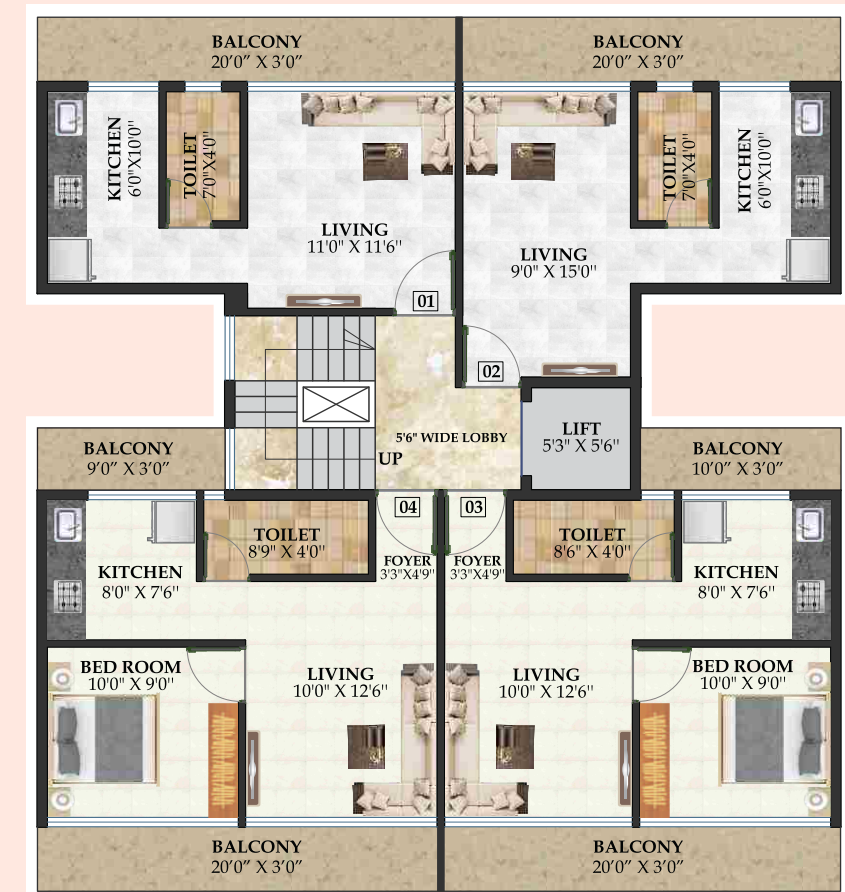 BALCONY
20'0" X 3'0"
BALCONY
20'0" X 3'0"
KITCHEN
6'0"X10'0"
TOILET
7'0"X4'0"
LIVING
11'0" X 11'6"
01
LIVING
9'0" X 15'0"
TOILET
7'0"X4'0"
KITCHEN
6'0"X10'0"
02
BALCONY
9'0" X 3'0"
5'6" WIDE LOBBY
UP
LIFT
5'3" X 5'6"
BALCONY
10'0" X 3'0"
04
03
TOILET
8'9" X 4'0"
FOYER
3'3"X4'9"
FOYER
3'3"X4'9"
TOILET
8'6" X 4'0"
KITCHEN
8'0" X 7'6"
KITCHEN
8'0" X 7'6"
BED ROOM
10'0" X 9'0"
LIVING
10'0" X 12'6"
LIVING
10'0" X 12'6"
BED ROOM
10'0" X 9'0"
BALCONY
20'0" X 3'0"
BALCONY
20'0" X 3'0"